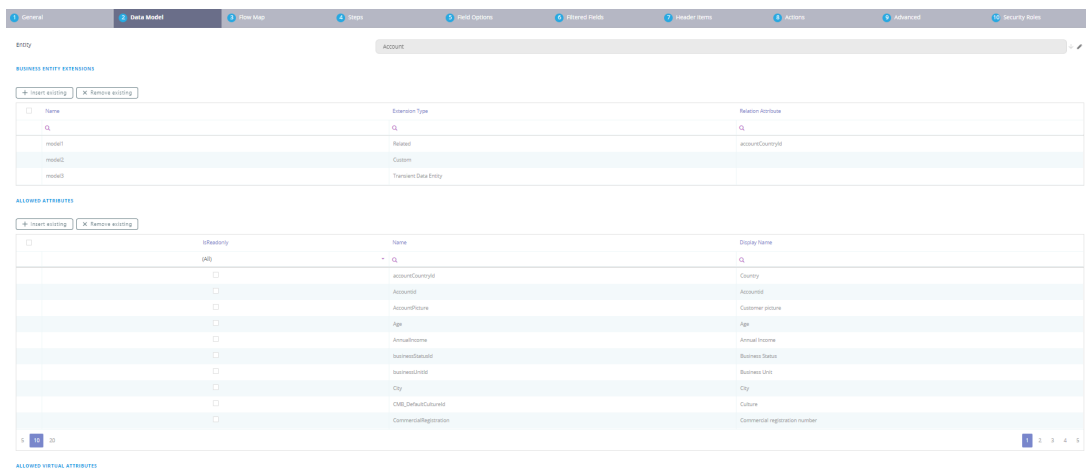 1 General 2 Data Model 3 Flow Map 4 Steps 5 Field Options 6 Filtered Fields 7 Header Items 8 Actions 9 Advanced 10 Security Roles
Entity Account
BUSINESS ENTITY EXTENSIONS
+ Insert existing × Remove existing
Name Extension Type Relation Attribute
model1 Related accountCountryId
model2 Custom
model3 Transient Data Entity
ALLOWED ATTRIBUTES
+ Insert existing × Remove existing
IsReadonly Name Display Name
(All)
accountCountryId Country
AccountId AccountId
AccountPicture Customer picture
Age Age
AnnualIncome Annual Income
businessStatusId Business Status
businessUnitId Business Unit
City City
CMB_DefaultCultureId Culture
CommercialRegistration Commercial registration number
5 10 20 1 2 3 4 5
ALLOWED VIRTUAL ATTRIBUTES